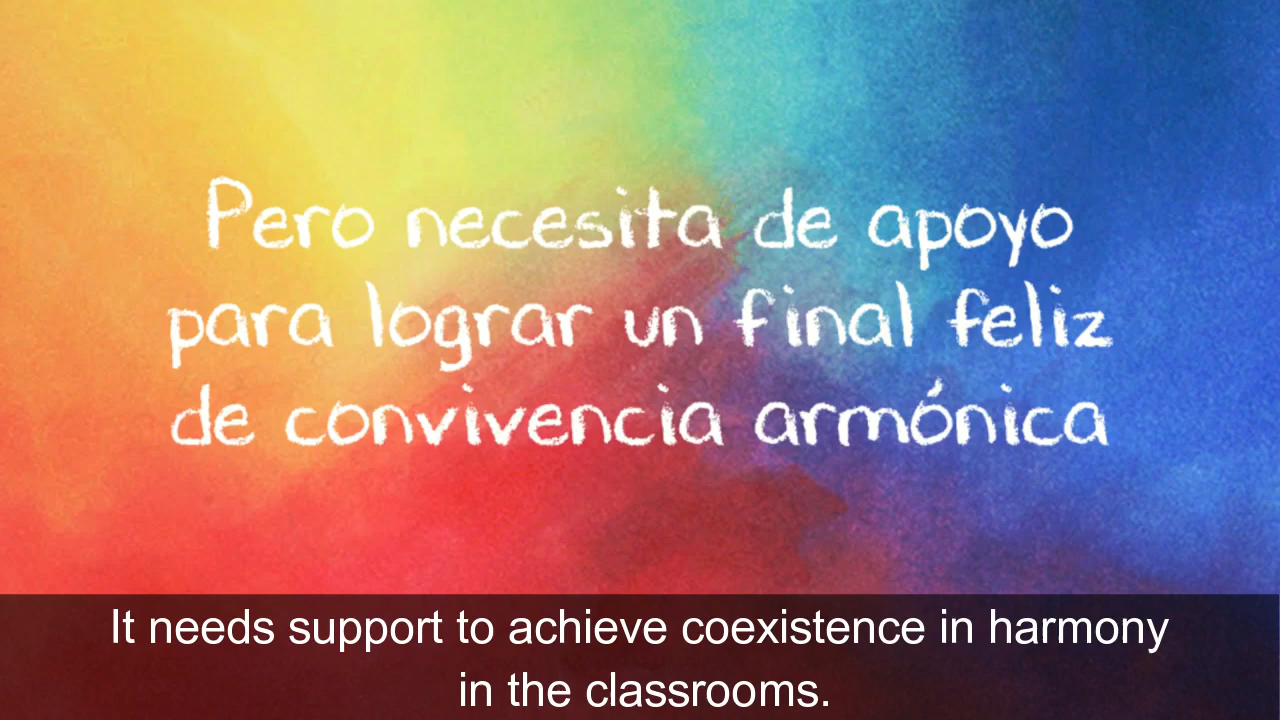 Pero necesita de apoyo
para lograr un final feliz
de convivencia armónica
It needs support to achieve coexistence in harmony
in the classrooms.